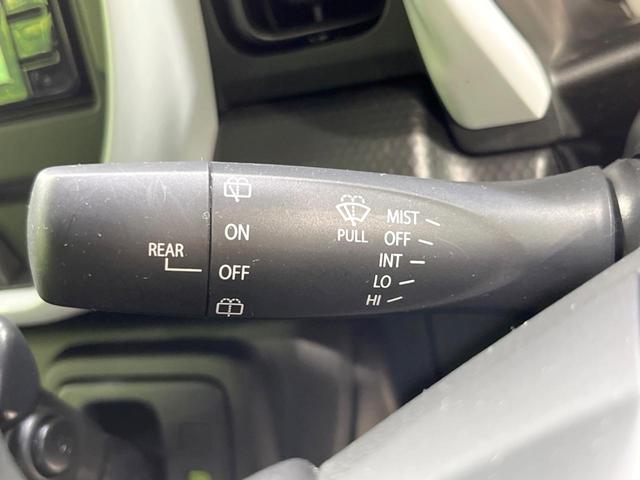 REAR
ON
OFF
PULL
MIST
OFF
INT
LO
HI